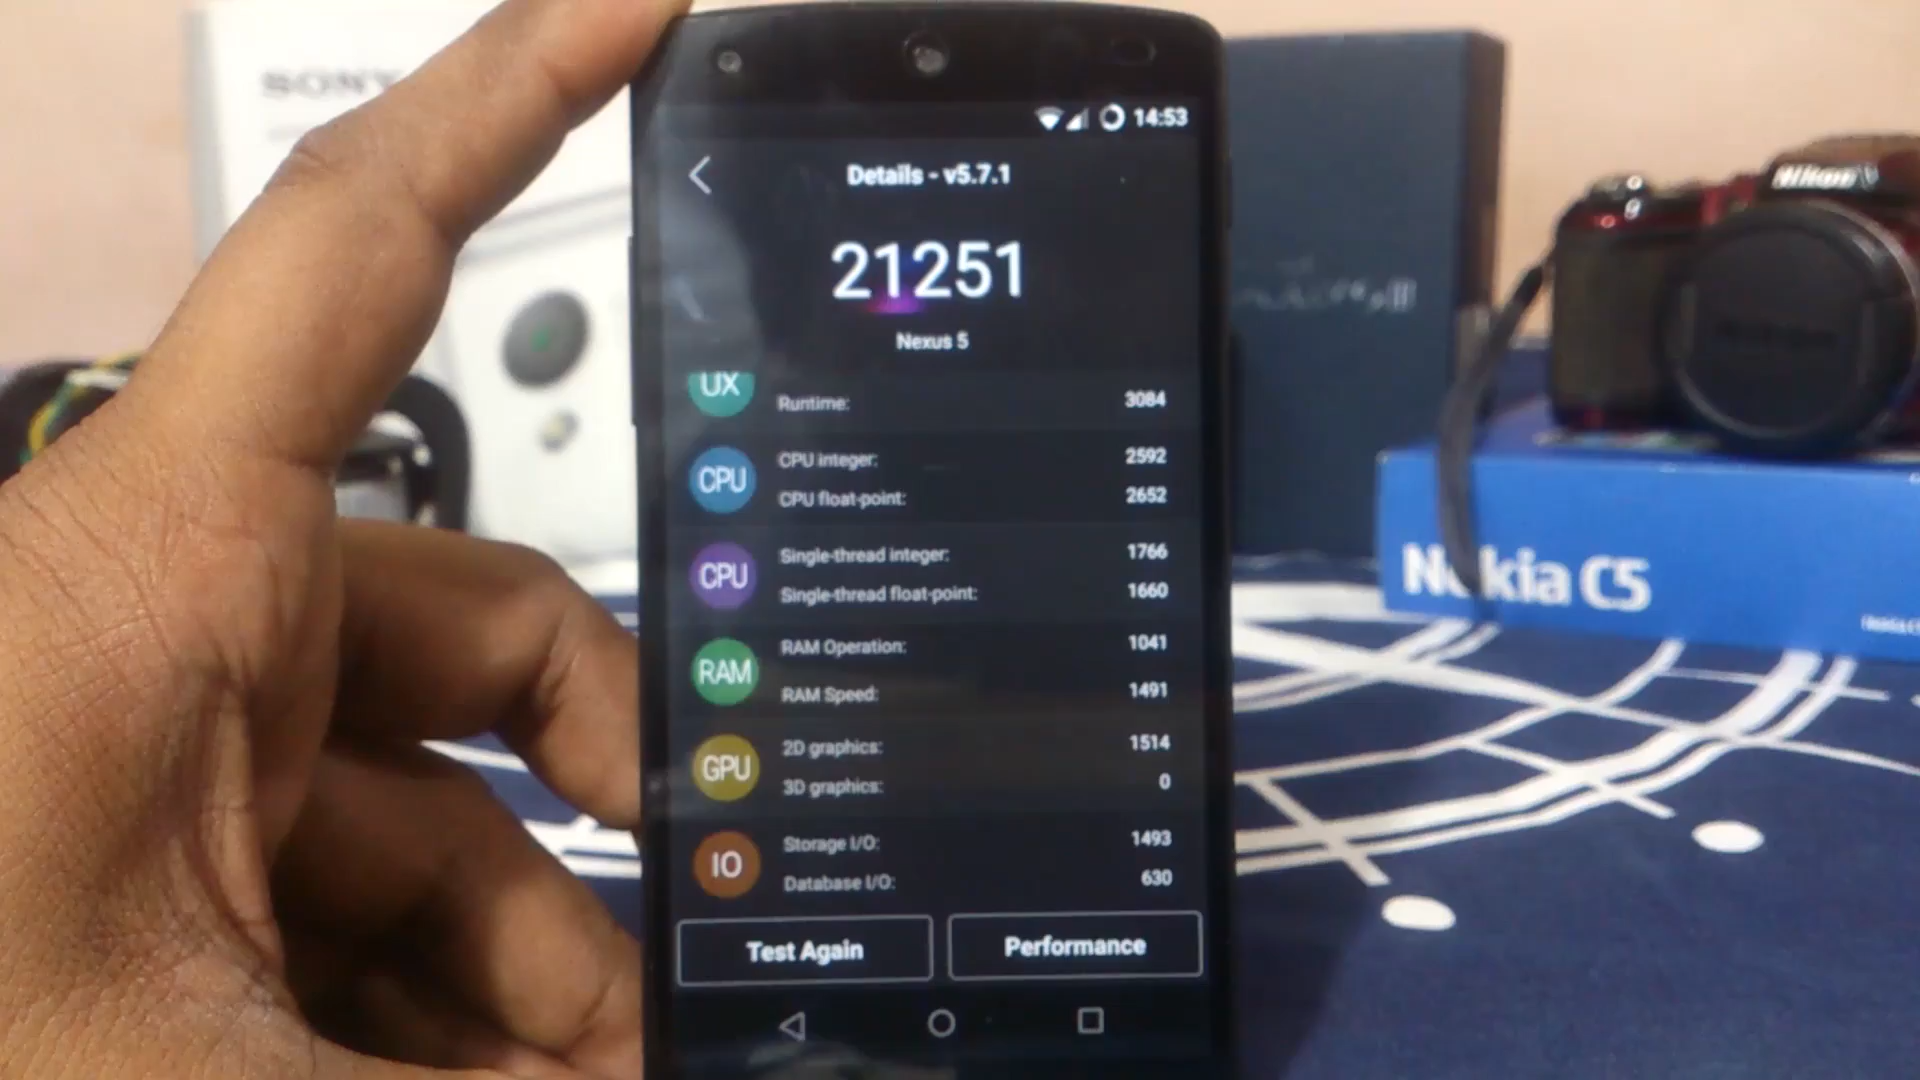 SONY
14:53
Details - v5.7.1
21251
Nexus 5
UX
Runtime: 3084
CPU
CPU integer: 2592
CPU float-point: 2652
CPU
Single-thread integer: 1766
Single-thread float-point: 1660
RAM
RAM Operation: 1041
RAM Speed: 1491
GPU
2D graphics: 1514
3D graphics: 0
IO
Storage I/O: 1493
Database I/O: 630
Test Again
Performance
Nikon
Nokia C5